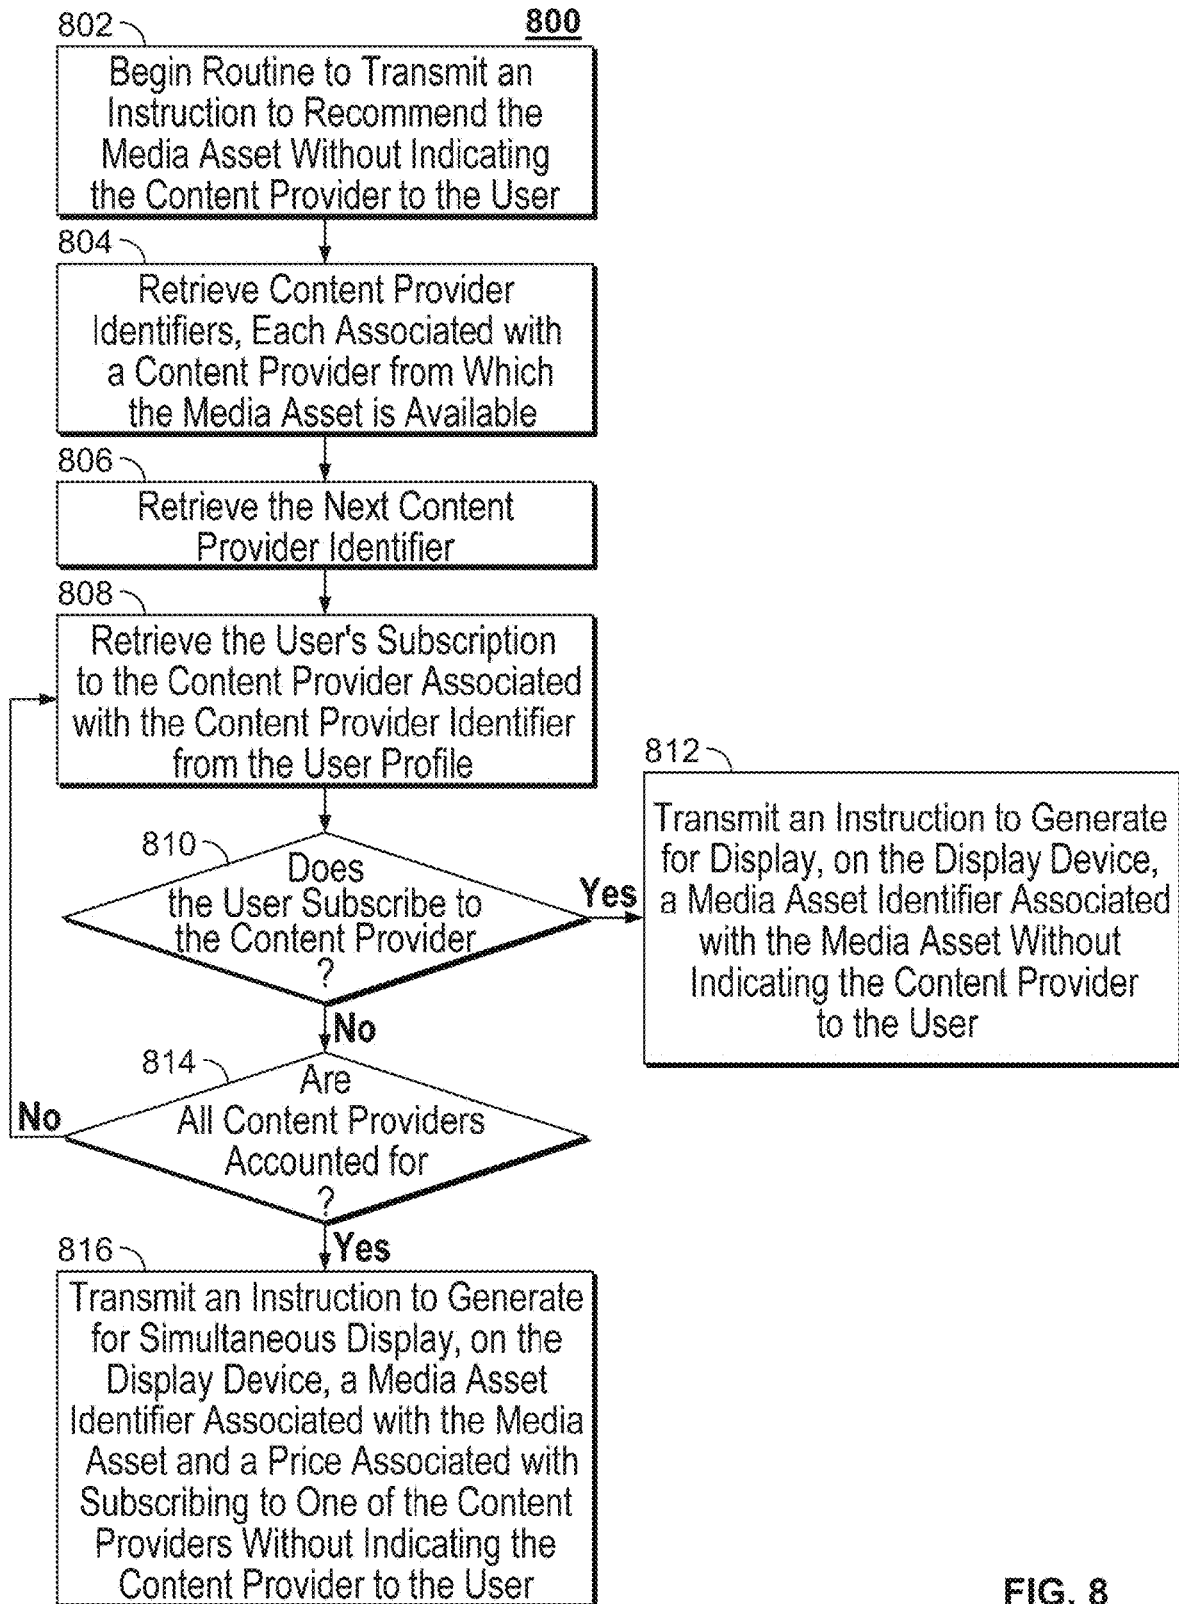 800
802
Begin Routine to Transmit an
Instruction to Recommend the
Media Asset Without Indicating
the Content Provider to the User
804
Retrieve Content Provider
Identifiers, Each Associated with
a Content Provider from Which
the Media Asset is Available
806
Retrieve the Next Content
Provider Identifier
808
Retrieve the User's Subscription
to the Content Provider Associated
with the Content Provider Identifier
from the User Profile
810
Does
the User Subscribe to
the Content Provider
?
Yes
812
Transmit an Instruction to Generate
for Display, on the Display Device,
a Media Asset Identifier Associated
with the Media Asset Without
Indicating the Content Provider
to the User
No
814
Are
All Content Providers
Accounted for
?
No
Yes
816
Transmit an Instruction to Generate
for Simultaneous Display, on the
Display Device, a Media Asset
Identifier Associated with the Media
Asset and a Price Associated with
Subscribing to One of the Content
Providers Without Indicating the
Content Provider to the User
FIG. 8